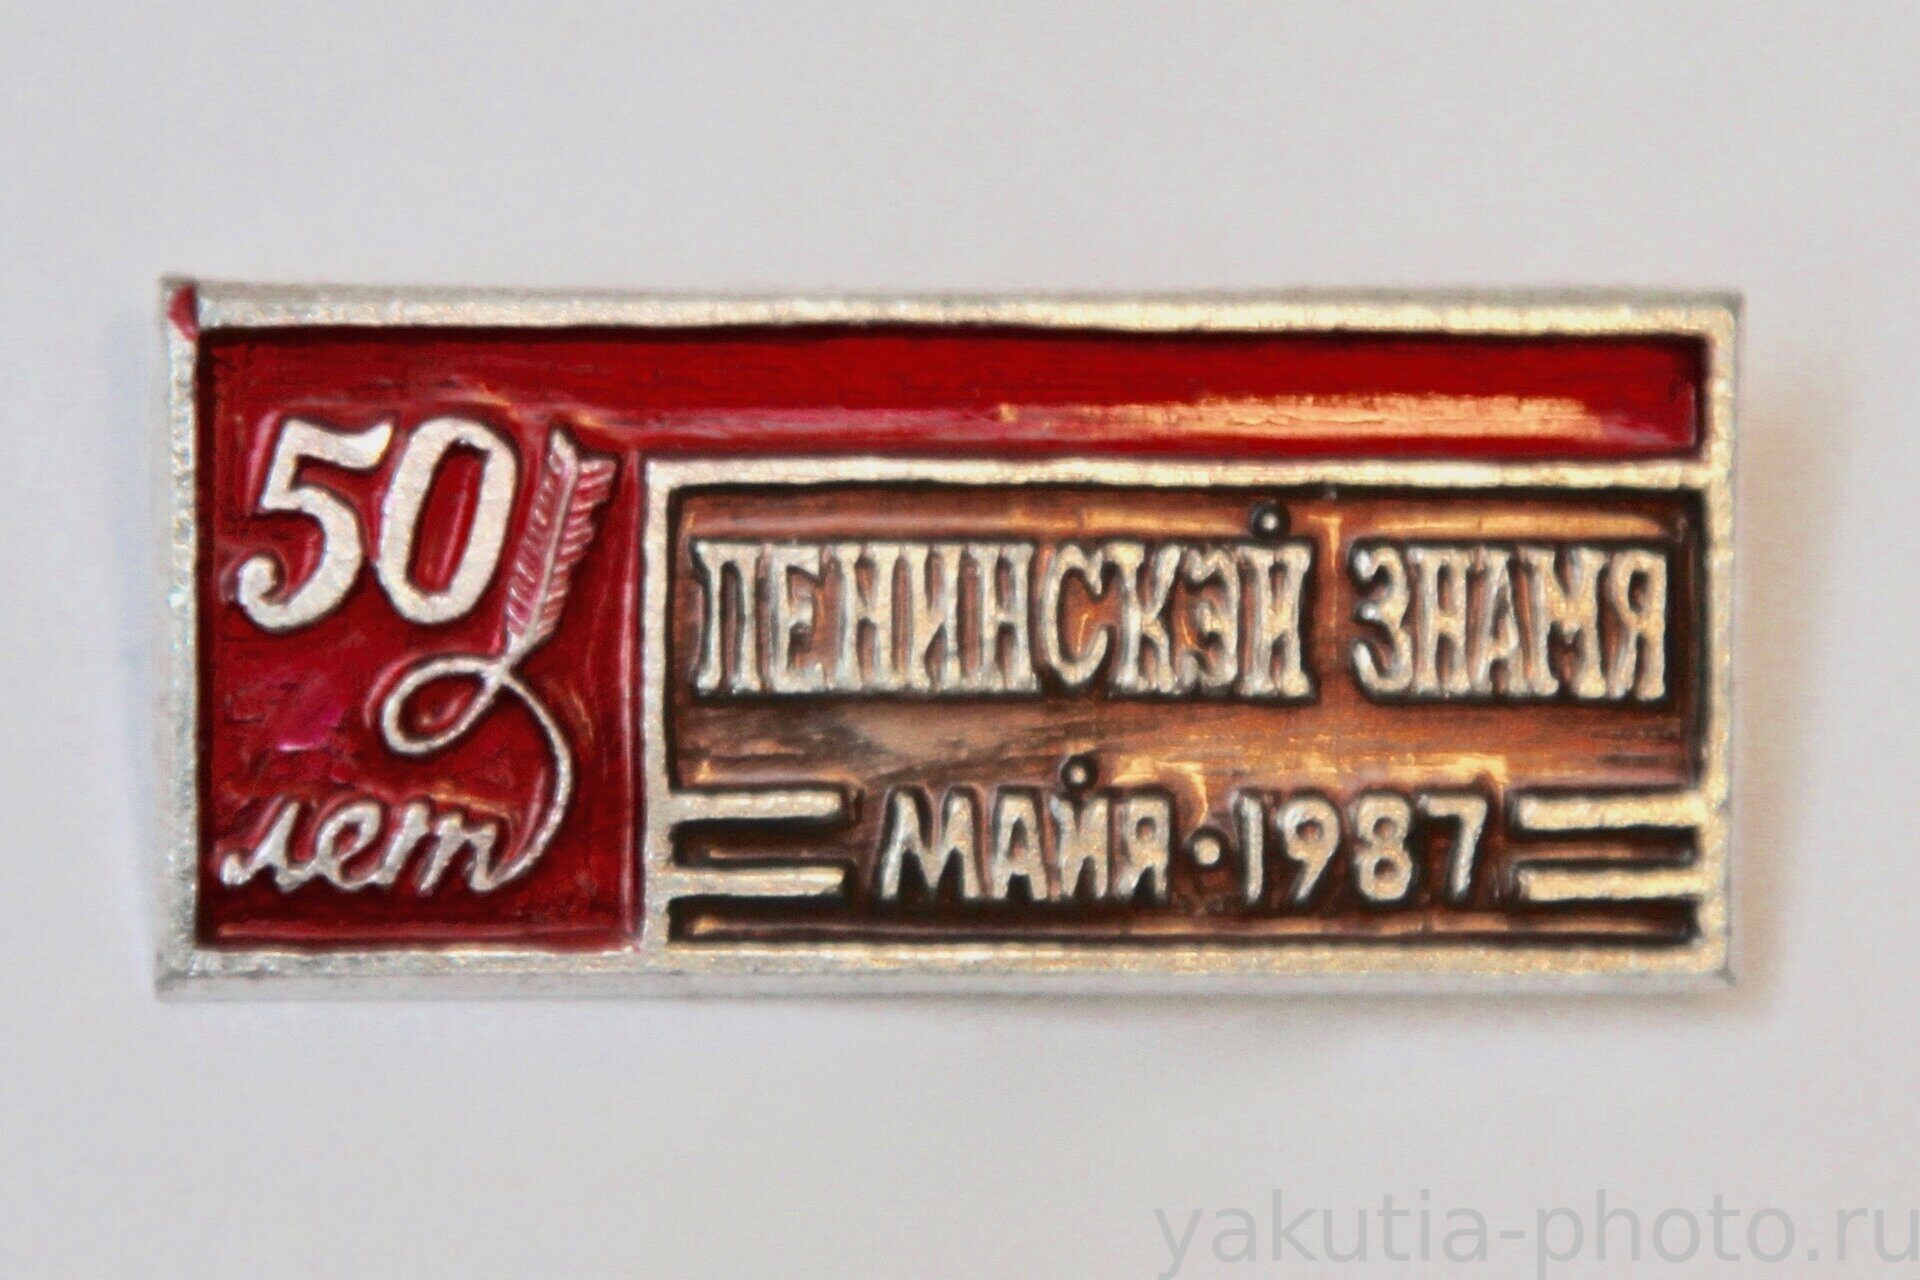 50
лет
ЛЕНИНСКЭЙ ЗНАМЯ
МАЙЯ·1987
yakutia-photo.ru